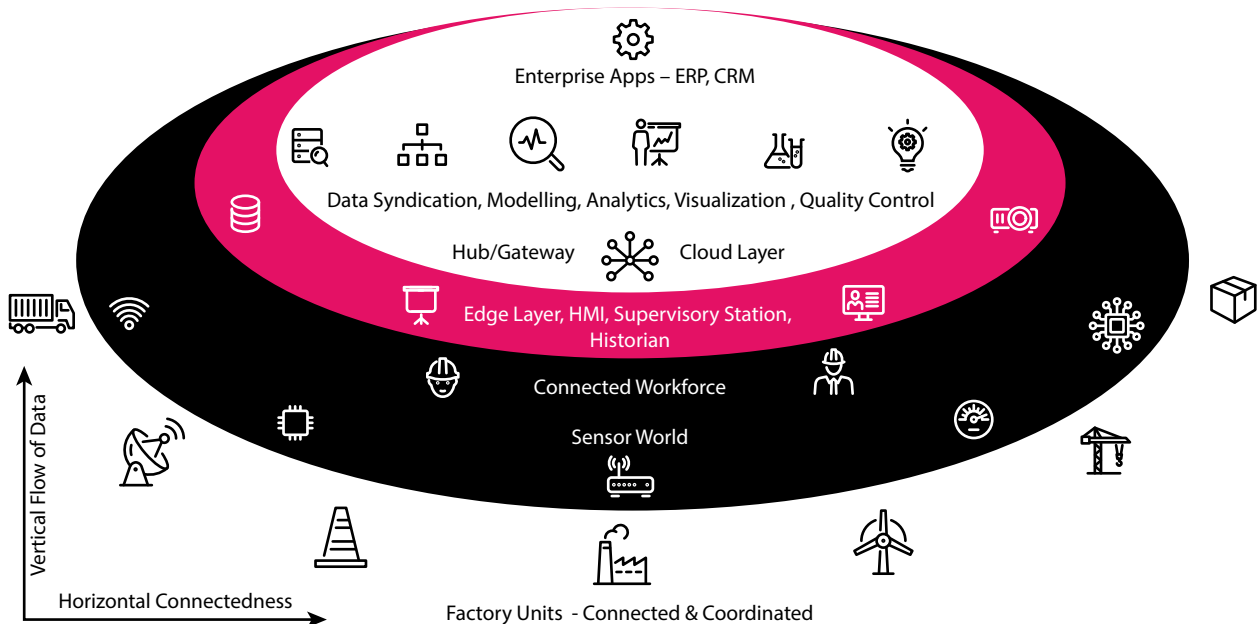 Enterprise Apps – ERP, CRM
Data Syndication, Modelling, Analytics, Visualization , Quality Control
Hub/Gateway
Cloud Layer
Edge Layer, HMI, Supervisory Station,
Historian
Connected Workforce
Sensor World
Vertical Flow of Data
Horizontal Connectedness
Factory Units - Connected & Coordinated